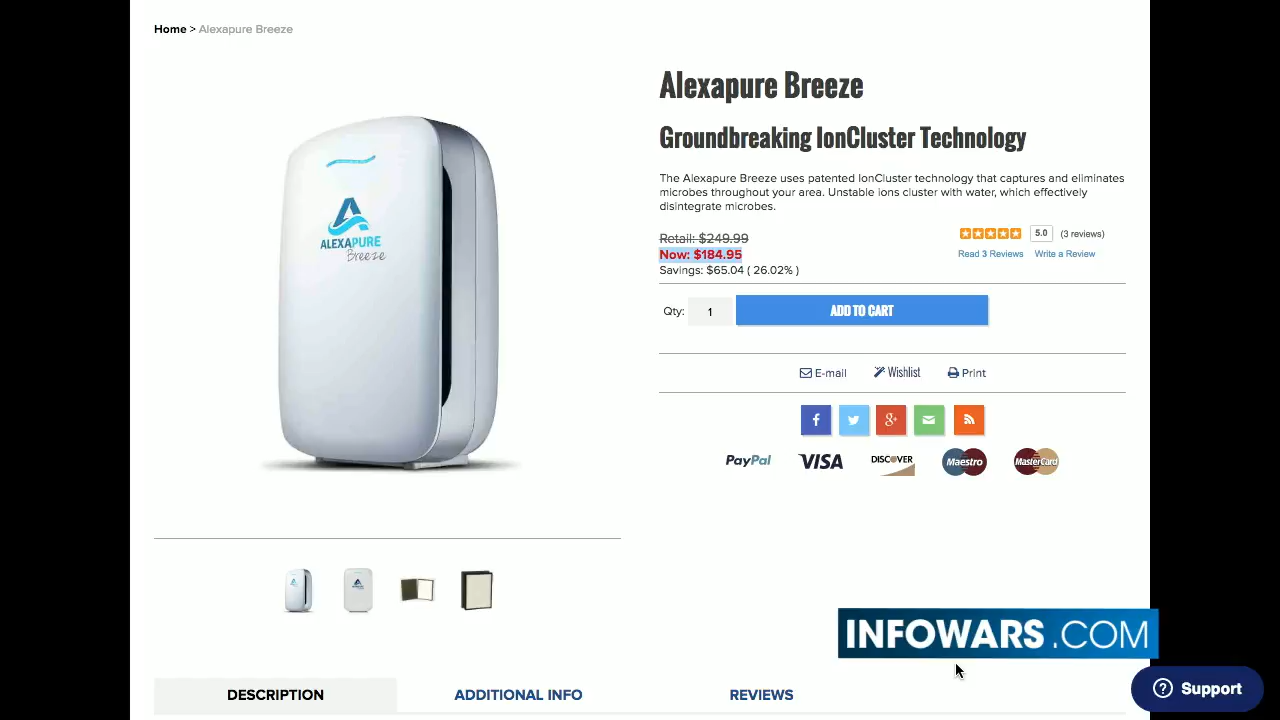 Home > Alexapure Breeze
Alexapure Breeze
Groundbreaking IonCluster Technology
The Alexapure Breeze uses patented IonCluster technology that captures and eliminates
microbes throughout your area. Unstable ions cluster with water, which effectively
disintegrate microbes.
Retail: $249.99
Now: $184.95
Savings: $65.04 ( 26.02% )
5.0 (3 reviews)
Read 3 Reviews Write a Review
Qty: 1 ADD TO CART
E-mail Wishlist Print
f g+
PayPal VISA DISCOVER Maestro MasterCard
ALEXAPURE
Breeze
INFOWARS.COM
? Support
DESCRIPTION ADDITIONAL INFO REVIEWS